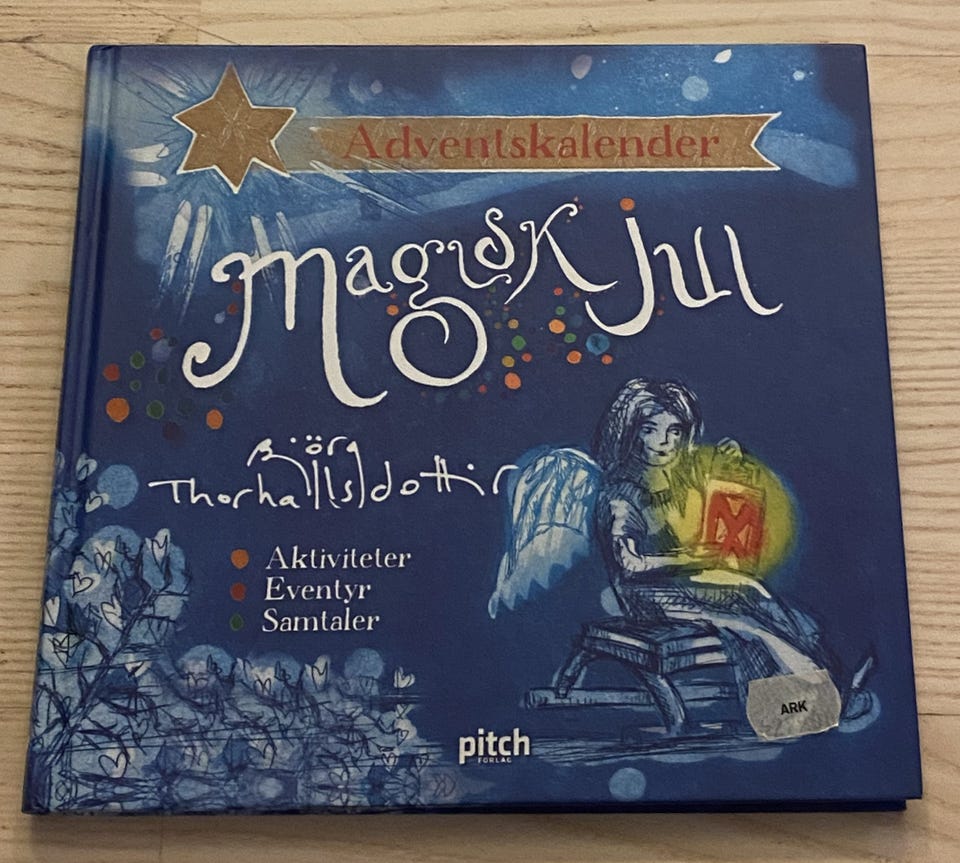 Adventskalender
Magisk Jul
Björg
Thorhallsdottir
Aktiviteter
Eventyr
Samtaler
ARK
pitch
FORLAG